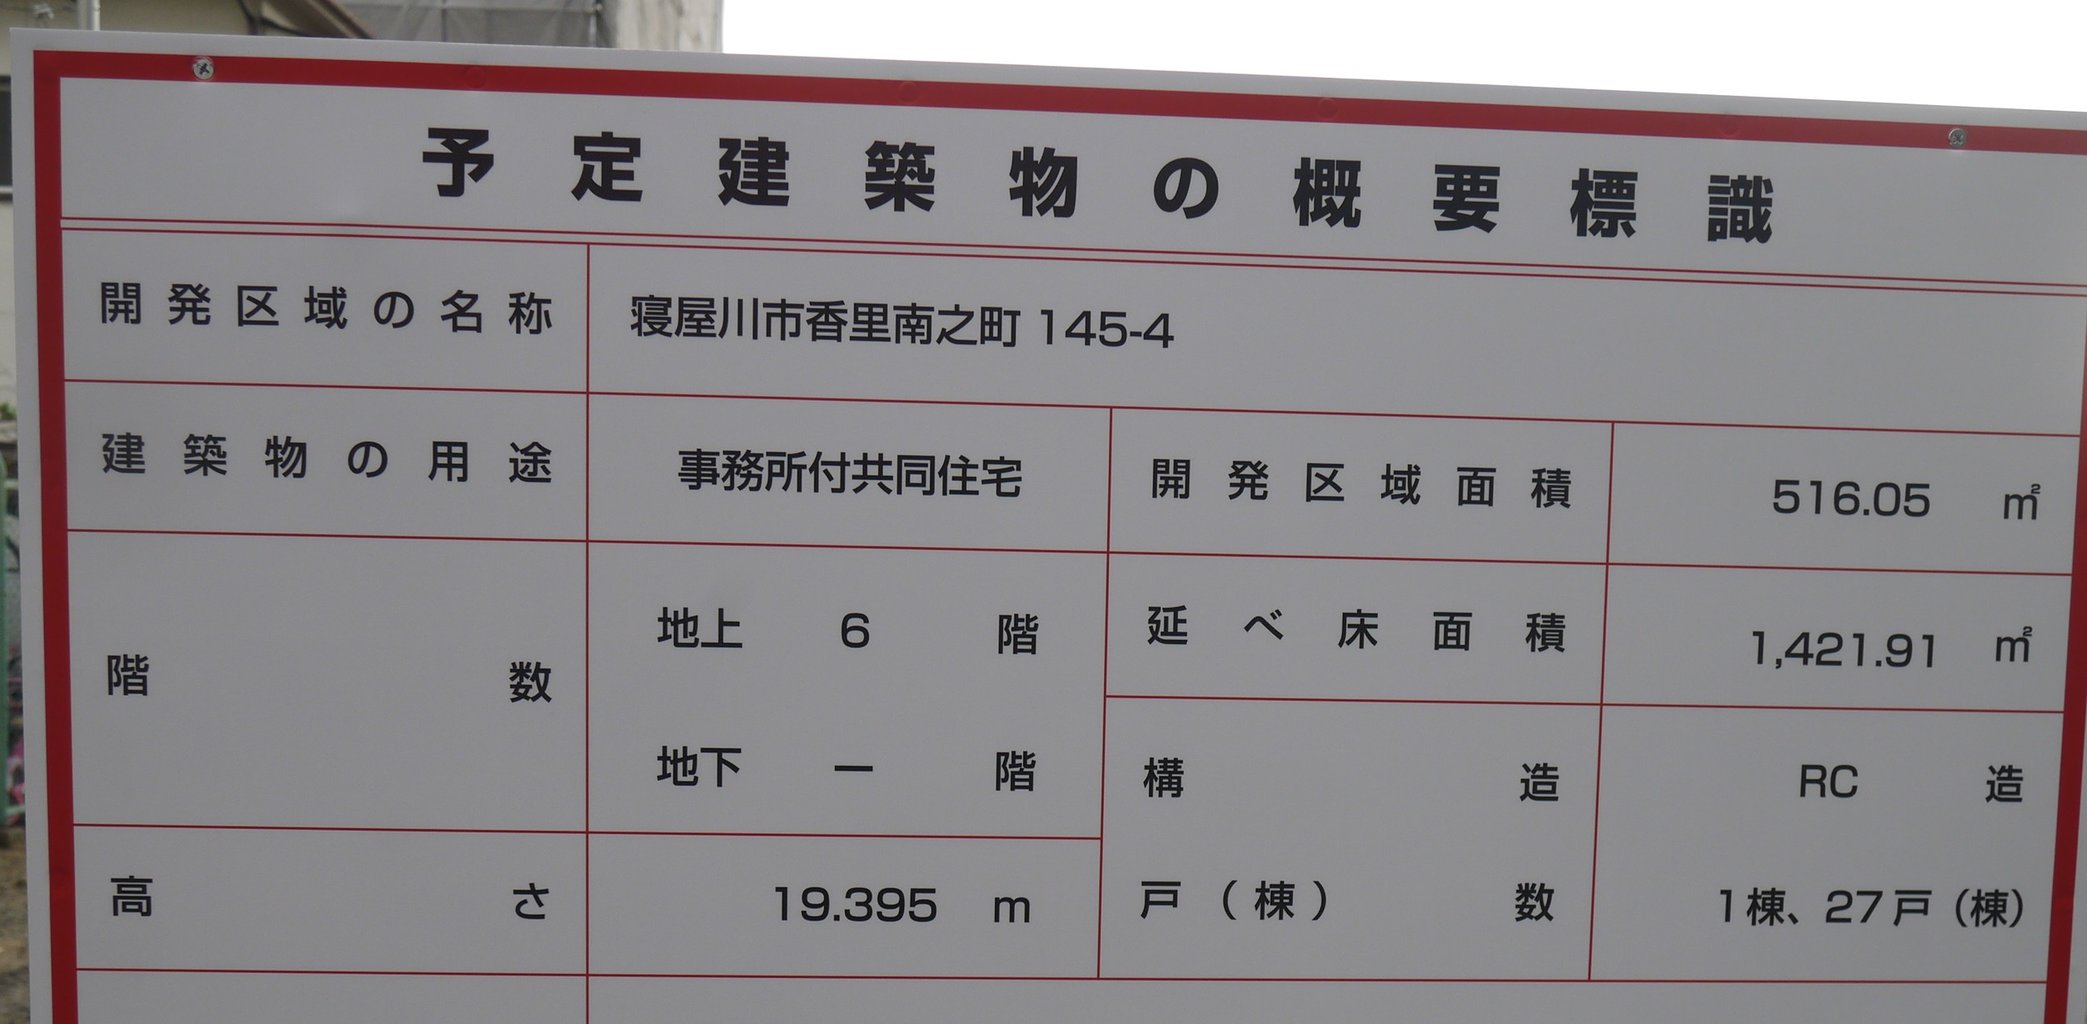 予定建築物の概要標識
開発区域の名称 寝屋川市香里南之町 145-4
建築物の用途 事務所付共同住宅 開発区域面積 516.05 ㎡
階数 地上 6 階 延べ床面積 1,421.91 ㎡
地下 ー 階 構造 RC 造
高さ 19.395 m 戸(棟)数 1棟、27戸(棟)